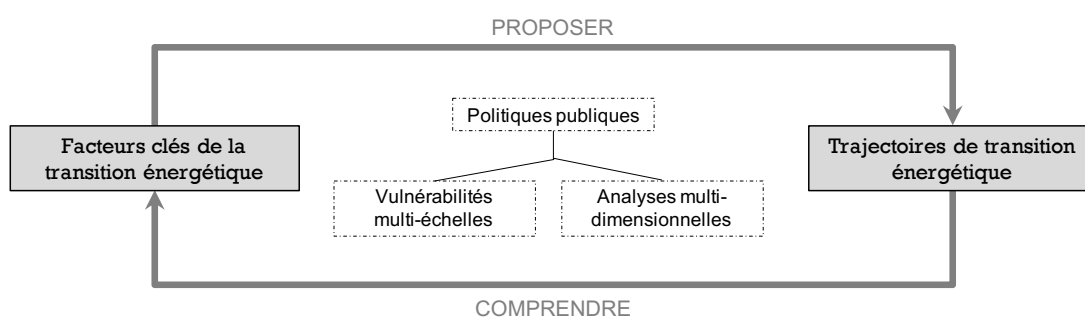 PROPOSER
Politiques publiques
Facteurs clés de la
transition énergétique
Trajectoires de transition
énergétique
Vulnérabilités
multi-échelles
Analyses multi-
dimensionnelles
COMPRENDRE